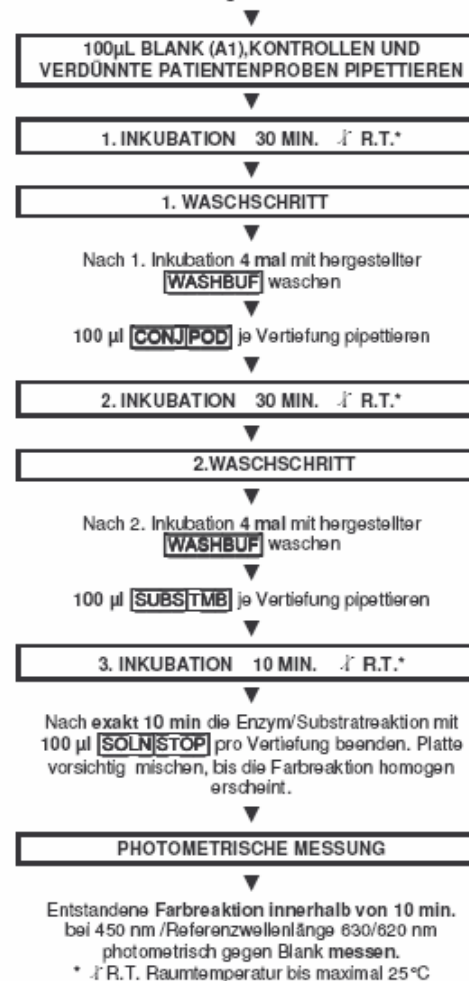 100µL BLANK (A1),KONTROLLEN UND
VERDÜNNTE PATIENTENPROBEN PIPETTIEREN
1. INKUBATION 30 MIN. R.T.*
1. WASCHSCHRITT
Nach 1. Inkubation 4 mal mit hergestellter
WASHBUF waschen
100 µl CONJ POD je Vertiefung pipettieren
2. INKUBATION 30 MIN. R.T.*
2.WASCHSCHRITT
Nach 2. Inkubation 4 mal mit hergestellter
WASHBUF waschen
100 µl SUBS TMB je Vertiefung pipettieren
3. INKUBATION 10 MIN. R.T.*
Nach exakt 10 min die Enzym/Substratreaktion mit
100 µl SOLN STOP pro Vertiefung beenden. Platte
vorsichtig mischen, bis die Farbreaktion homogen
erscheint.
PHOTOMETRISCHE MESSUNG
Entstandene Farbreaktion innerhalb von 10 min.
bei 450 nm /Referenzwellenlänge 630/620 nm
photometrisch gegen Blank messen.
* R.T. Raumtemperatur bis maximal 25°C